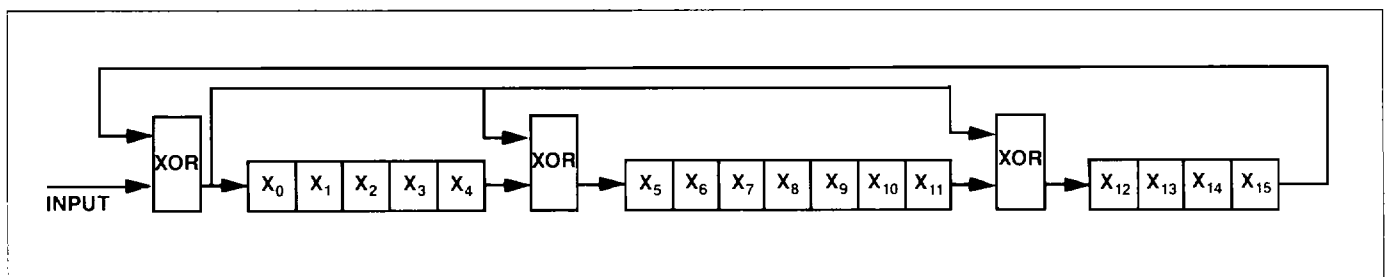 XOR XOR XOR
X0 X1 X2 X3 X4 X5 X6 X7 X8 X9 X10 X11 X12 X13 X14 X15
INPUT